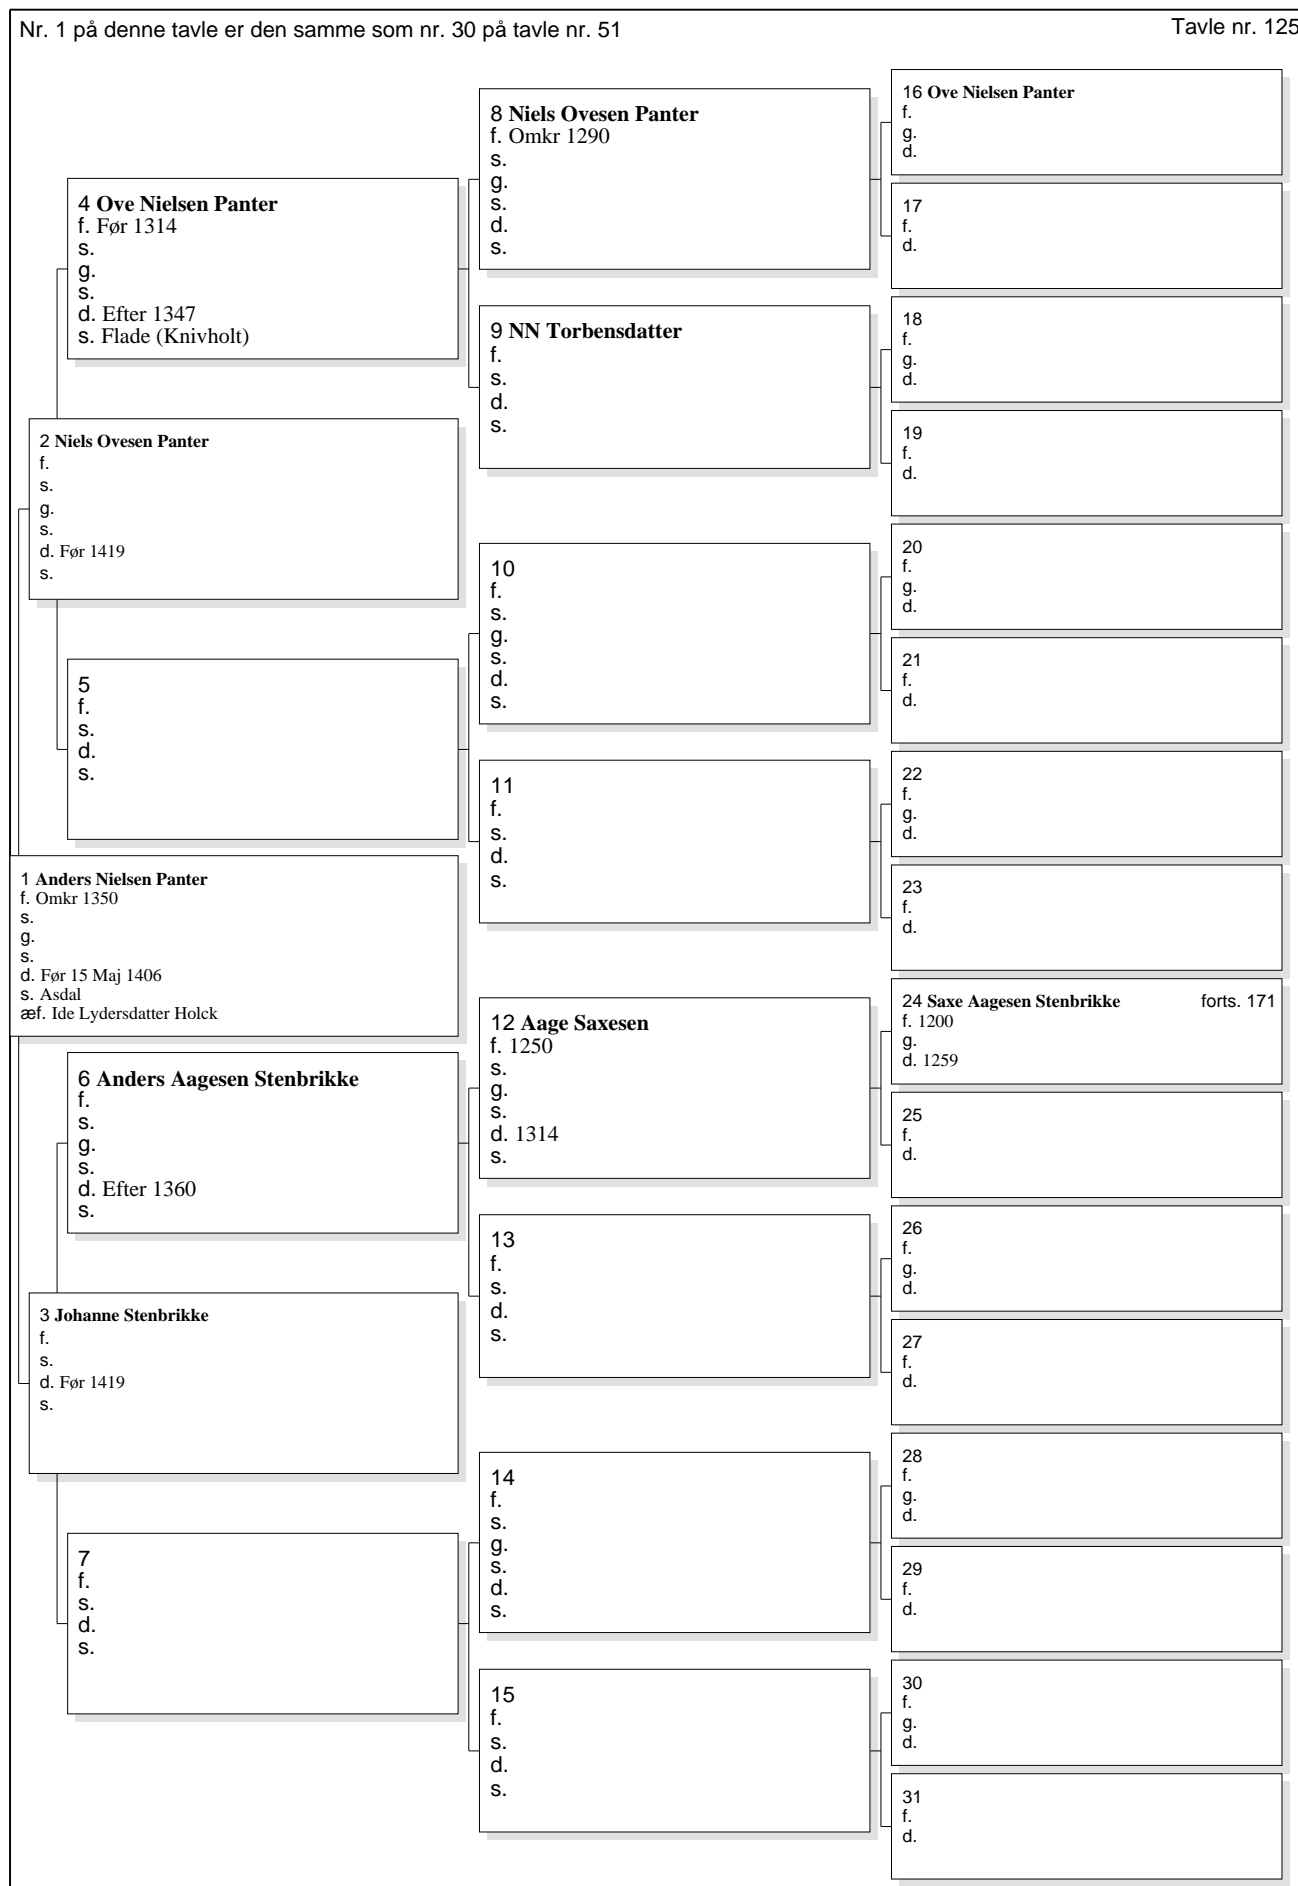 Nr. 1 på denne tavle er den samme som nr. 30 på tavle nr. 51
Tavle nr. 125
16 Ove Nielsen Panter
f.
g.
d.
8 Niels Ovesen Panter
f. Omkr 1290
s.
g.
s.
d.
s.
17
f.
d.
4 Ove Nielsen Panter
f. Før 1314
s.
g.
s.
d. Efter 1347
s. Flade (Knivholt)
18
f.
g.
d.
9 NN Torbensdatter
f.
s.
d.
s.
19
f.
d.
2 Niels Ovesen Panter
f.
s.
g.
s.
d. Før 1419
s.
20
f.
g.
d.
10
f.
s.
g.
s.
d.
s.
21
f.
d.
5
f.
s.
d.
s.
22
f.
g.
d.
11
f.
s.
d.
s.
23
f.
d.
1 Anders Nielsen Panter
f. Omkr 1350
s.
g.
s.
d. Før 15 Maj 1406
s. Asdal
æf. Ide Lydersdatter Holck
24 Saxe Aagesen Stenbrikke forts. 171
f. 1200
g.
d. 1259
12 Aage Saxesen
f. 1250
s.
g.
s.
d. 1314
s.
25
f.
d.
6 Anders Aagesen Stenbrikke
f.
s.
g.
s.
d. Efter 1360
s.
26
f.
g.
d.
13
f.
s.
d.
s.
27
f.
d.
3 Johanne Stenbrikke
f.
s.
d. Før 1419
s.
28
f.
g.
d.
14
f.
s.
g.
s.
d.
s.
29
f.
d.
7
f.
s.
d.
s.
30
f.
g.
d.
15
f.
s.
d.
s.
31
f.
d.